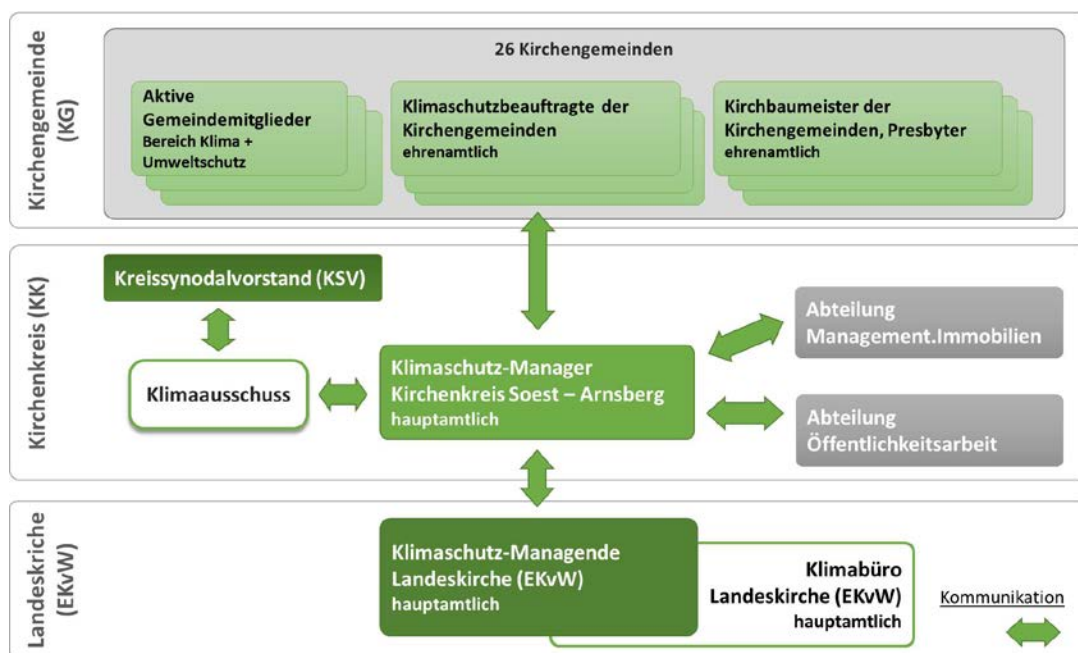 Kirchengemeinde
(KG)
26 Kirchengemeinden
Aktive
Gemeindemitglieder
Bereich Klima +
Umweltschutz
Klimaschutzbeauftragte der
Kirchengemeinden
ehrenamtlich
Kirchbaumeister der
Kirchengemeinden, Presbyter
ehrenamtlich
Kirchenkreis (KK)
Kreissynodalvorstand (KSV)
Klimaausschuss
Klimaschutz-Manager
Kirchenkreis Soest – Arnsberg
hauptamtlich
Abteilung
Management.Immobilien
Abteilung
Öffentlichkeitsarbeit
Landeskriche
(EKvW)
Klimaschutz-Managende
Landeskirche (EKvW)
hauptamtlich
Klimabüro
Landeskirche (EKvW)
hauptamtlich
Kommunikation